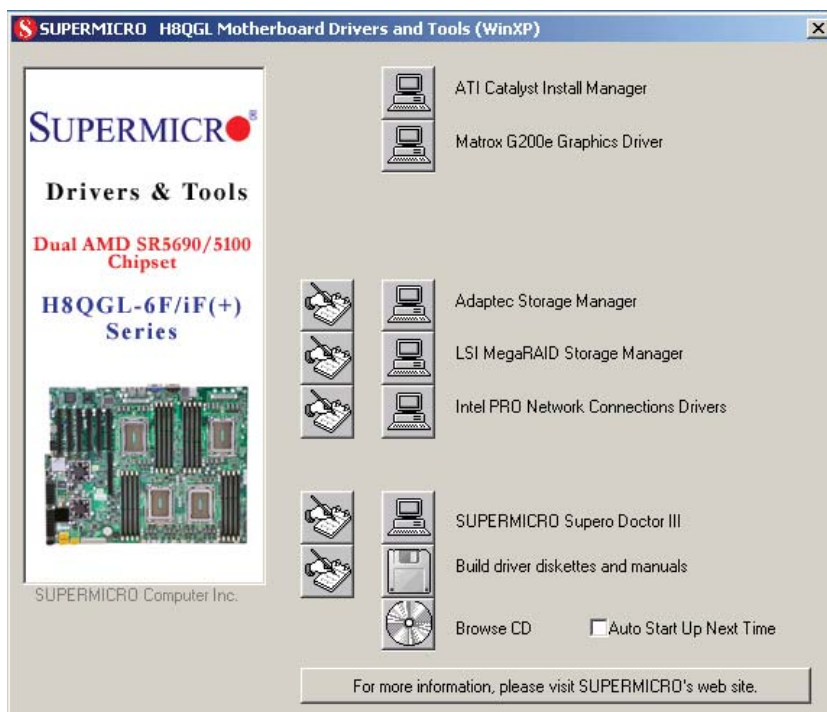 SUPERMICRO H8QGL Motherboard Drivers and Tools (WinXP)
SUPERMICRO®
Drivers & Tools
Dual AMD SR5690/5100
Chipset
H8QGL-6F/iF(+)
Series
SUPERMICRO Computer Inc.
ATI Catalyst Install Manager
Matrox G200e Graphics Driver
Adaptec Storage Manager
LSI MegaRAID Storage Manager
Intel PRO Network Connections Drivers
SUPERMICRO Supero Doctor III
Build driver diskettes and manuals
Browse CD
Auto Start Up Next Time
For more information, please visit SUPERMICRO's web site.